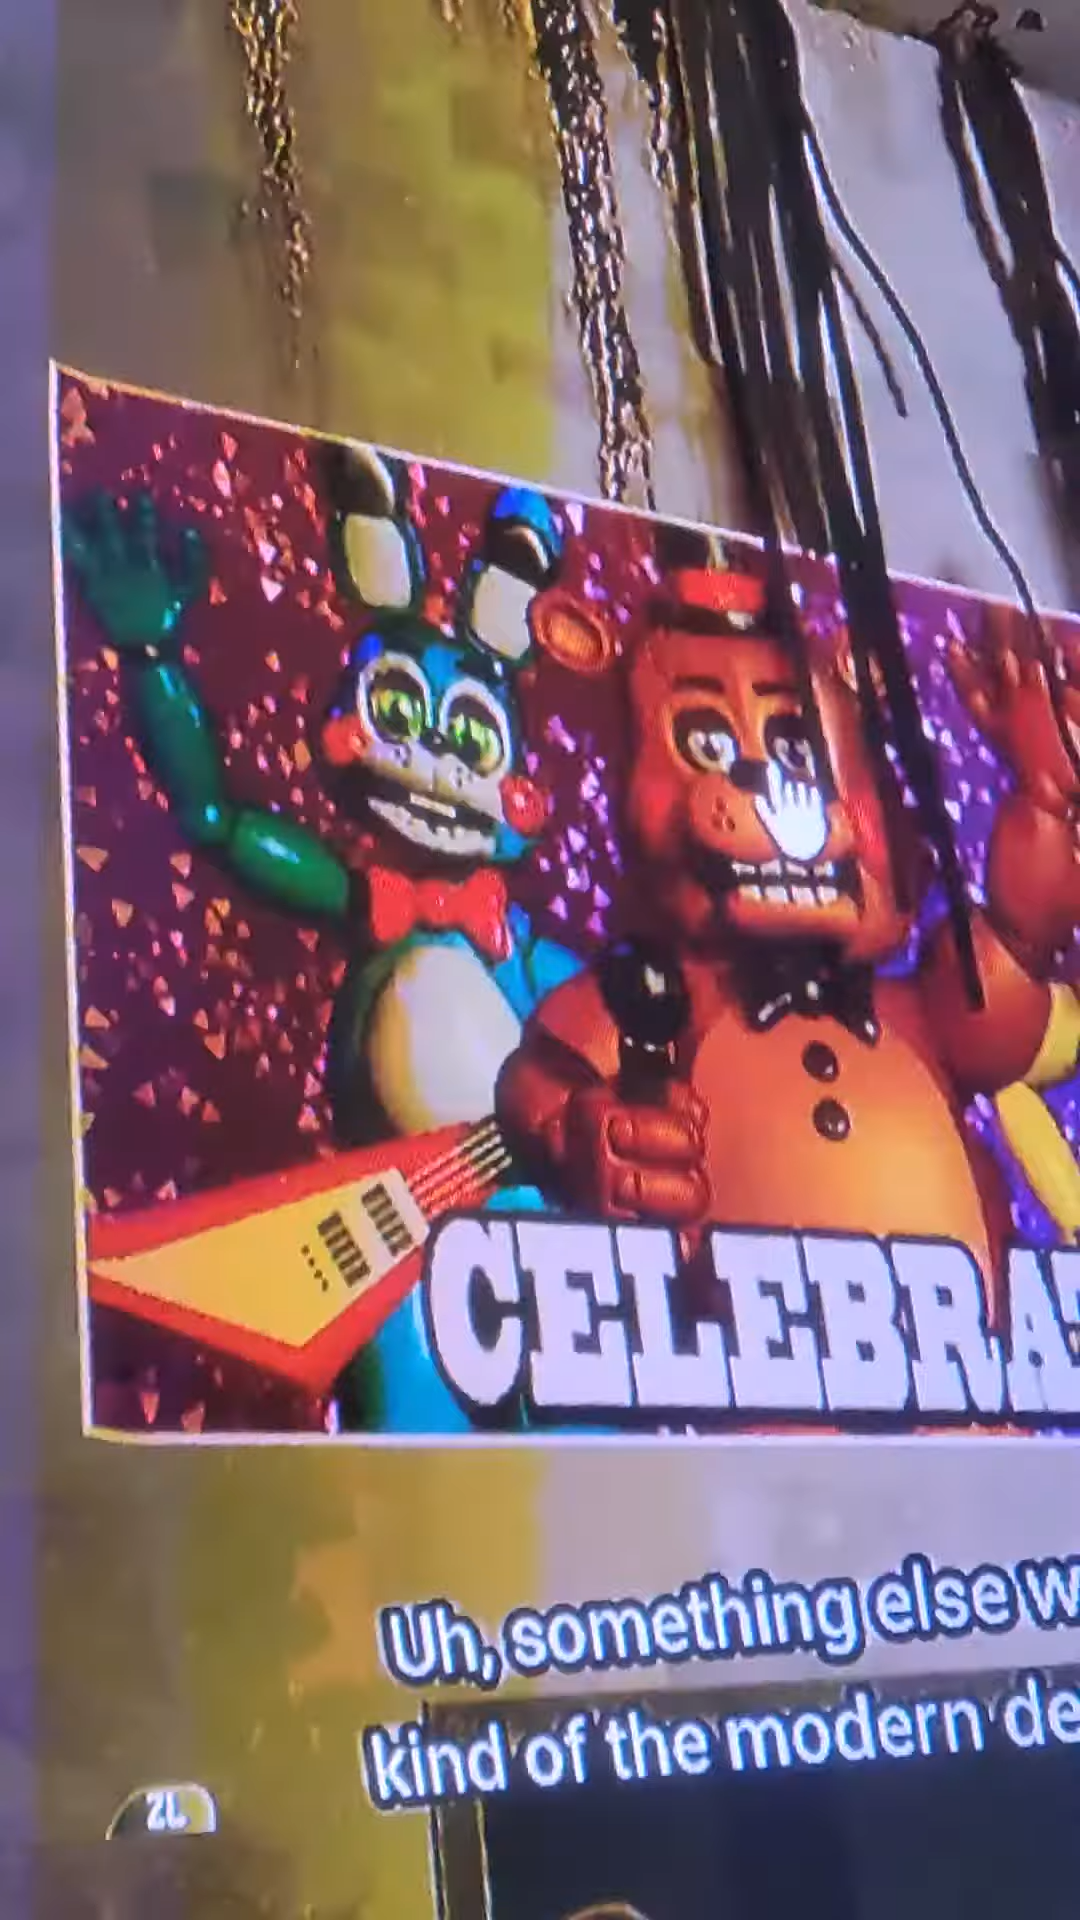 CELEBRA
Uh, something else w
kind of the modern de
ZL